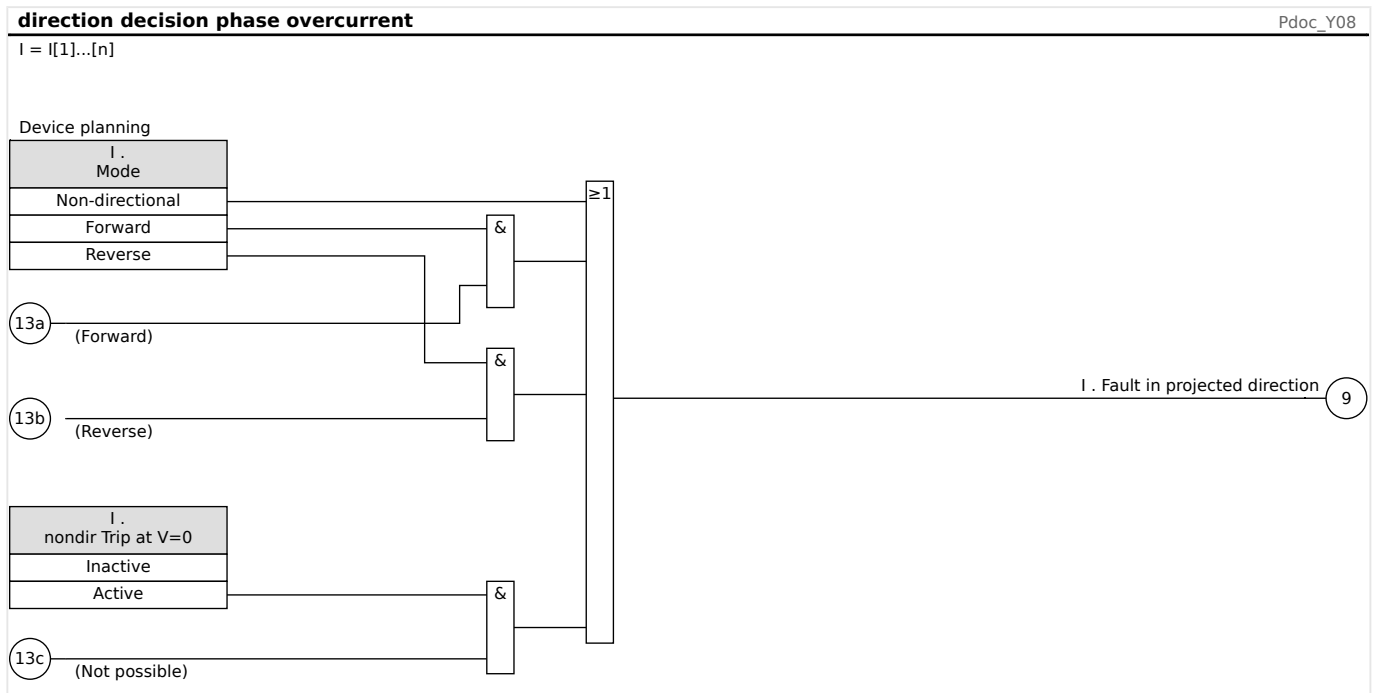 direction decision phase overcurrent
Pdoc_Y08
I = I[1]...[n]
Device planning
I .
Mode
Non-directional
Forward
Reverse
≥1
&
13a
(Forward)
&
13b
(Reverse)
I . Fault in projected direction
9
I .
nondir Trip at V=0
Inactive
Active
&
13c
(Not possible)